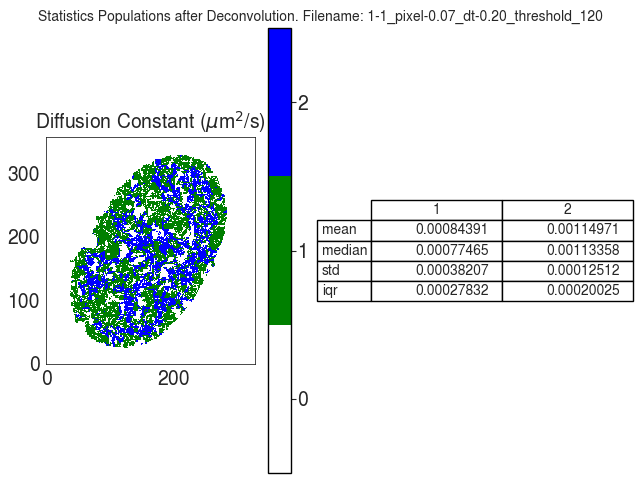 Statistics Populations after Deconvolution. Filename: 1-1_pixel-0.07_dt-0.20_threshold_120
Diffusion Constant (μm²/s)
300
200
100
0
0 200
2
1
0
1 2
mean 0.00084391 0.00114971
median 0.00077465 0.00113358
std 0.00038207 0.00012512
iqr 0.00027832 0.00020025